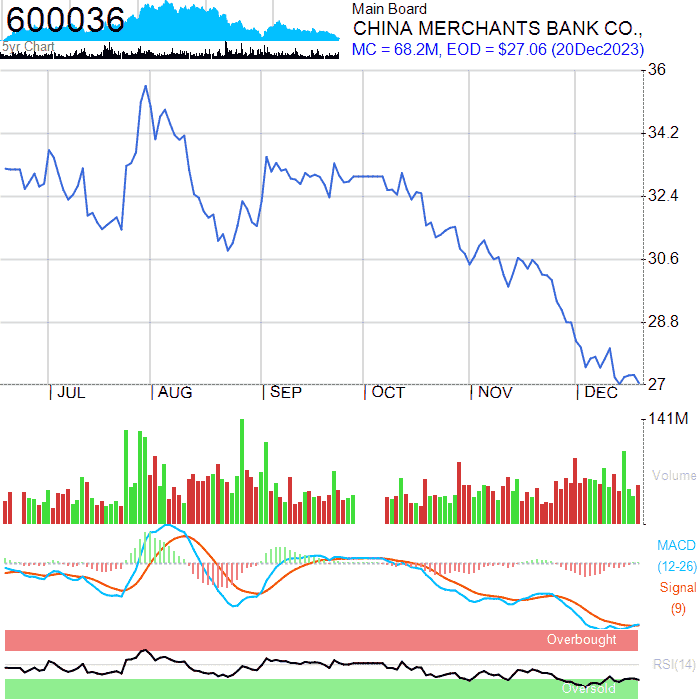 600036
5yr Chart
Main Board
CHINA MERCHANTS BANK CO.,
MC = 68.2M, EOD = $27.06 (20Dec2023)
36
34.2
32.4
30.6
28.8
27
JUL
AUG
SEP
OCT
NOV
DEC
141M
Volume
MACD
(12-26)
Signal
(9)
Overbought
RSI(14)
Oversold